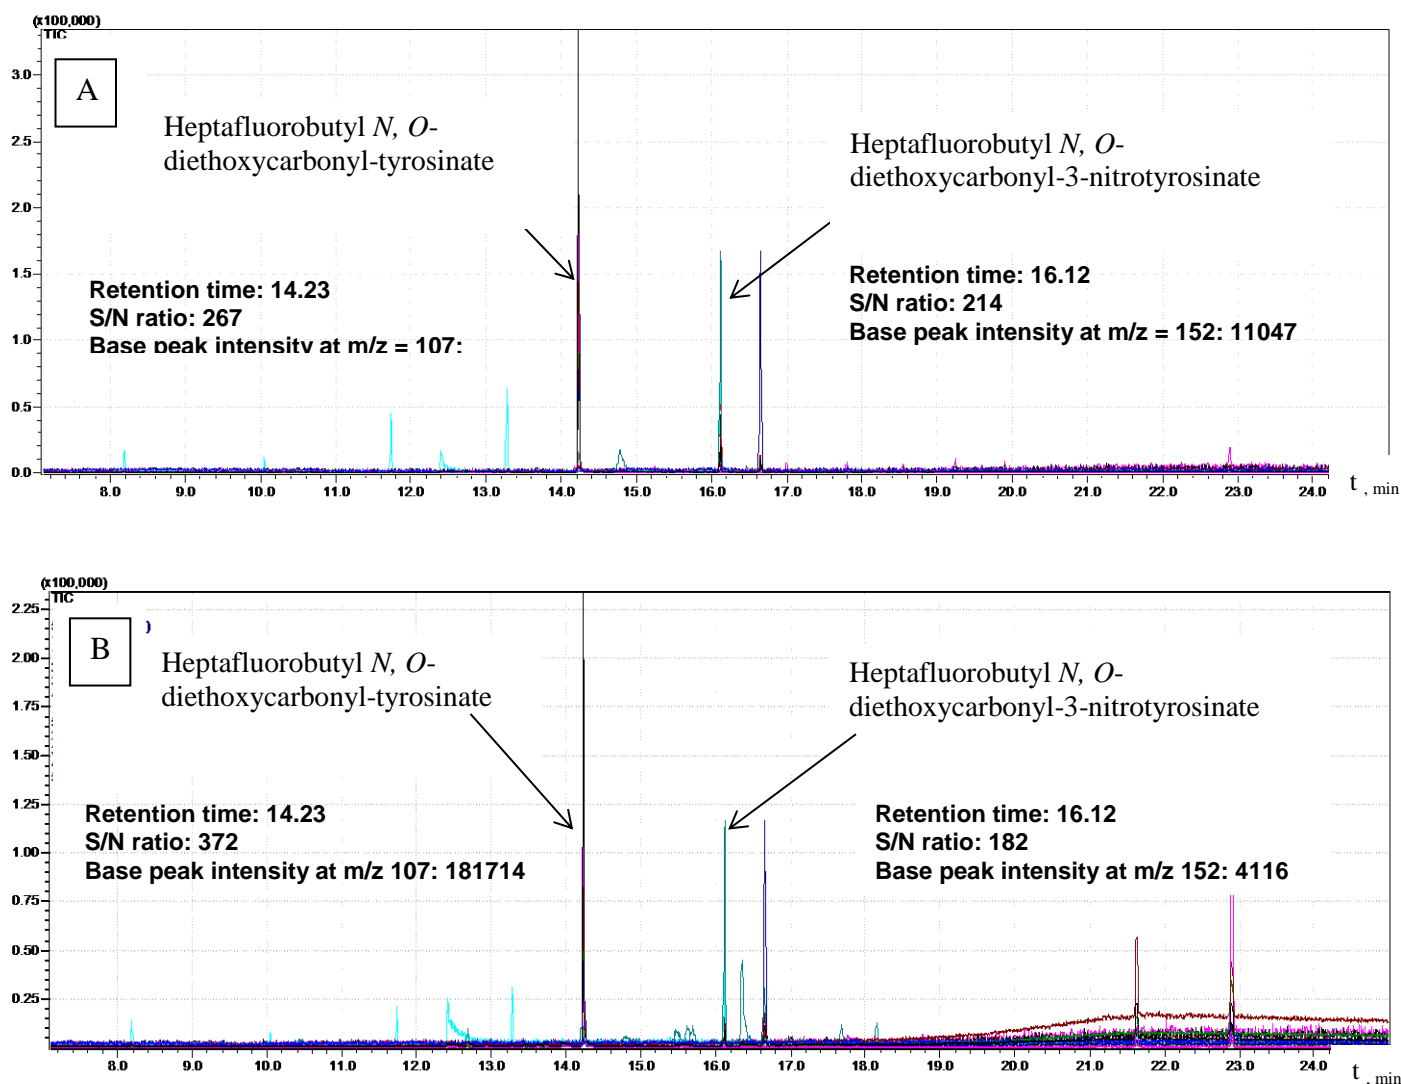 (x100,000)
TIC
A
3.0
2.5
2.0
1.5
1.0
0.5
0.0
Heptafluorobutyl N, O-
diethoxycarbonyl-tyrosinate
Heptafluorobutyl N, O-
diethoxycarbonyl-3-nitrotyrosinate
Retention time: 14.23
S/N ratio: 267
Base peak intensity at m/z = 107:
Retention time: 16.12
S/N ratio: 214
Base peak intensity at m/z = 152: 11047
8.0 9.0 10.0 11.0 12.0 13.0 14.0 15.0 16.0 17.0 18.0 19.0 20.0 21.0 22.0 23.0 24.0
t , min
(x100,000)
TIC
B
)
2.25
2.00
1.75
1.50
1.25
1.00
0.75
0.50
0.25
Heptafluorobutyl N, O-
diethoxycarbonyl-tyrosinate
Heptafluorobutyl N, O-
diethoxycarbonyl-3-nitrotyrosinate
Retention time: 14.23
S/N ratio: 372
Base peak intensity at m/z 107: 181714
Retention time: 16.12
S/N ratio: 182
Base peak intensity at m/z 152: 4116
8.0 9.0 10.0 11.0 12.0 13.0 14.0 15.0 16.0 17.0 18.0 19.0 20.0 21.0 22.0 23.0 24.0
t , min